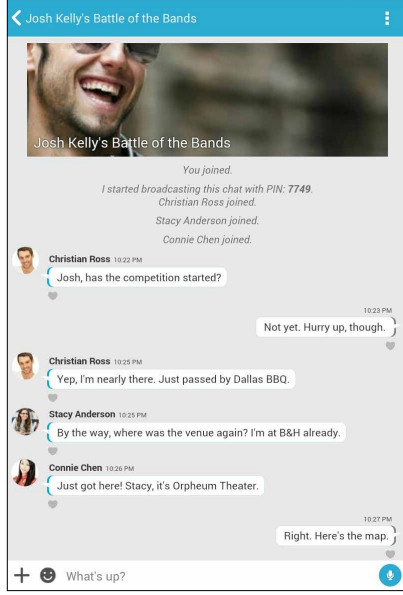 Josh Kelly's Battle of the Bands
Josh Kelly's Battle of the Bands
You joined.
I started broadcasting this chat with PIN: 7749.
Christian Ross joined.
Stacy Anderson joined.
Connie Chen joined.
Christian Ross 10:22 PM
Josh, has the competition started?
10:23 PM
Not yet. Hurry up, though.
Christian Ross 10:25 PM
Yep, I'm nearly there. Just passed by Dallas BBQ.
Stacy Anderson 10:25 PM
By the way, where was the venue again? I'm at B&H already.
Connie Chen 10:26 PM
Just got here! Stacy, it's Orpheum Theater.
10:27 PM
Right. Here's the map.
What's up?